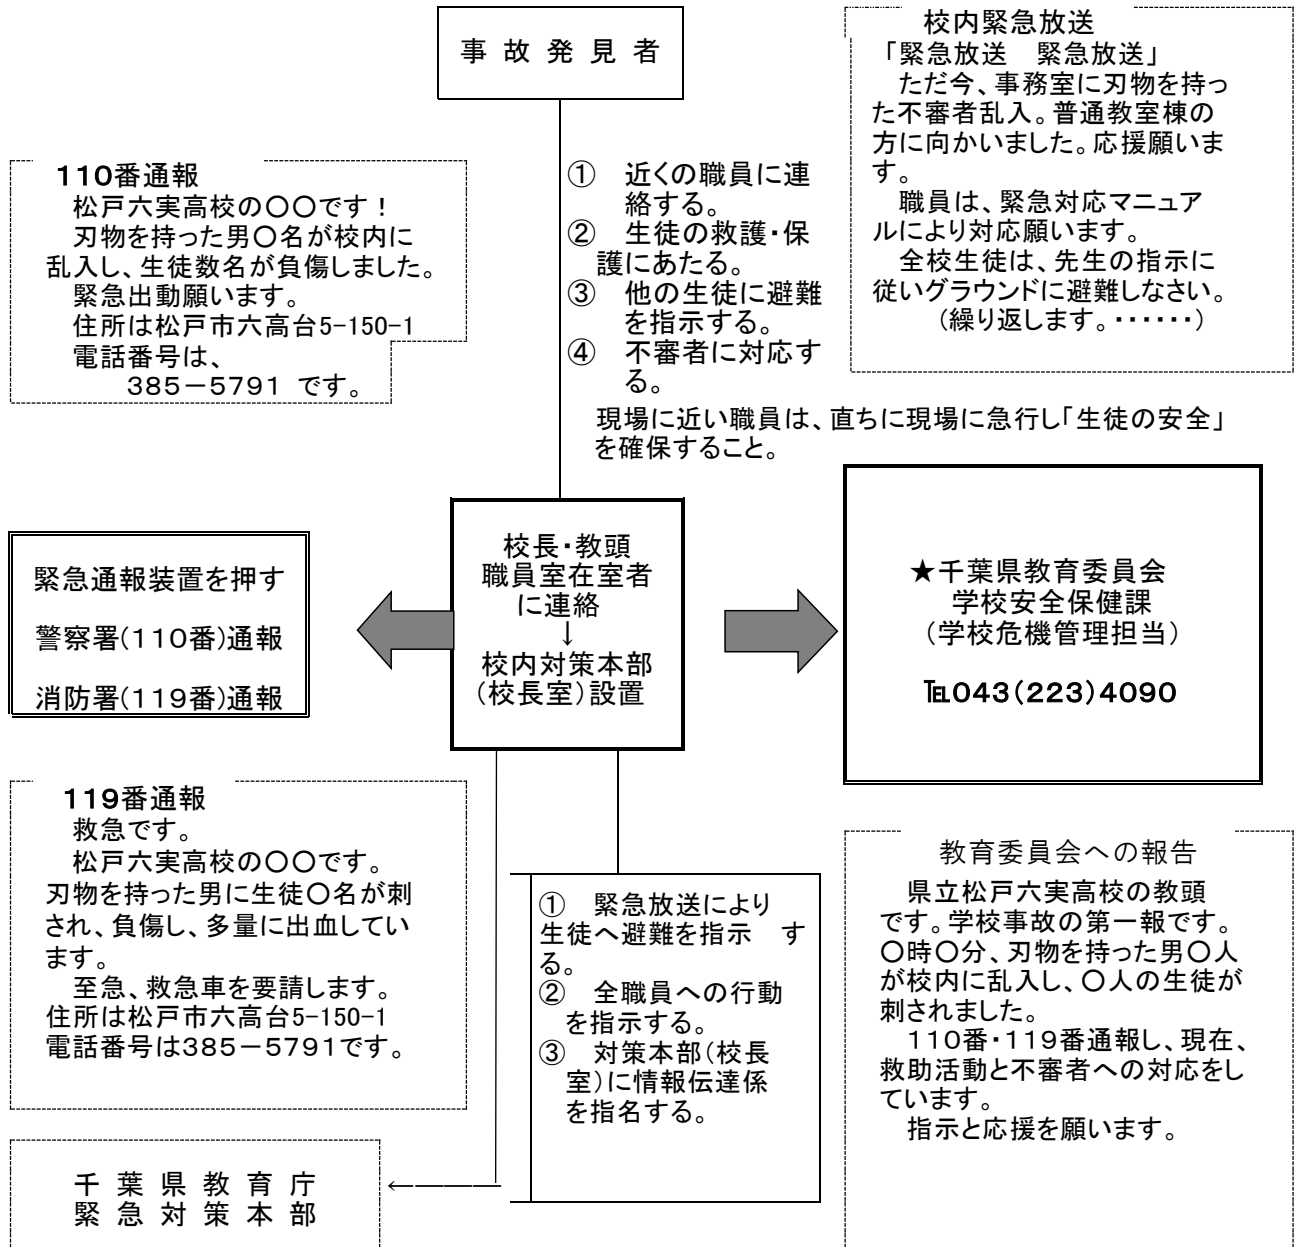 事 故 発 見 者
校内緊急放送
「緊急放送　緊急放送」
ただ今、事務室に刃物を持っ
た不審者乱入。普通教室棟の
方に向かいました。応援願いま
す。
職員は、緊急対応マニュア
ルにより対応願います。
全校生徒は、先生の指示に
従いグラウンドに避難しなさい。
（繰り返します。・・・・・・）
110番通報
松戸六実高校の〇〇です！
刃物を持った男〇名が校内に
乱入し、生徒数名が負傷しました。
緊急出動願います。
住所は松戸市六高台5-150-1
電話番号は、
385－5791 です。
①　近くの職員に連
絡する。
②　生徒の救護・保
護にあたる。
③　他の生徒に避難
を指示する。
④　不審者に対応す
る。
現場に近い職員は、直ちに現場に急行し「生徒の安全」
を確保すること。
緊急通報装置を押す
警察署(110番)通報
消防署(119番)通報
校長・教頭
職員室在室者
に連絡
↓
校内対策本部
（校長室）設置
★千葉県教育委員会
学校安全保健課
（学校危機管理担当）
℡043(223)4090
119番通報
救急です。
松戸六実高校の〇〇です。
刃物を持った男に生徒〇名が刺
され、負傷し、多量に出血してい
ます。
至急、救急車を要請します。
住所は松戸市六高台5-150-1
電話番号は385－5791です。
①　緊急放送により
生徒へ避難を指示　す
る。
②　全職員への行動
を指示する。
③　対策本部（校長
室）に情報伝達係
を指名する。
教育委員会への報告
県立松戸六実高校の教頭
です。学校事故の第一報です。
〇時〇分、刃物を持った男〇人
が校内に乱入し、〇人の生徒が
刺されました。
110番・119番通報し、現在、
救助活動と不審者への対応をし
ています。
指示と応援を願います。
千 葉 県 教 育 庁
緊 急 対 策 本 部
←